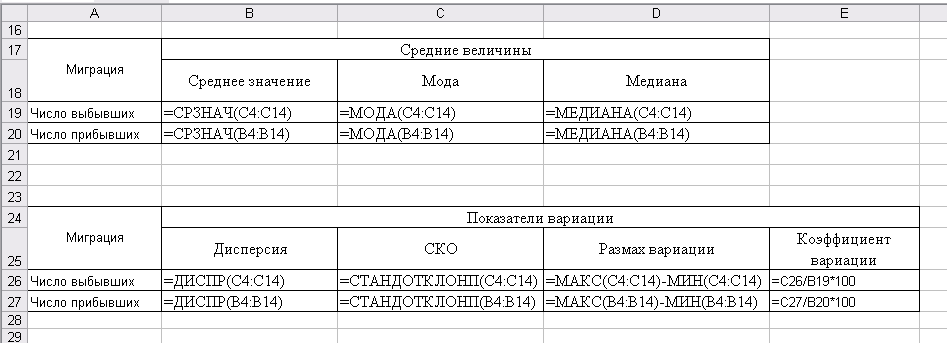 A B C D E
16
17 Миграция Средние величины
18 Среднее значение Мода Медиана
19 Число выбывших =СРЗНАЧ(C4:C14) =МОДА(C4:C14) =МЕДИАНА(C4:C14)
20 Число прибывших =СРЗНАЧ(B4:B14) =МОДА(B4:B14) =МЕДИАНА(B4:B14)
21
22
23
24 Миграция Показатели вариации
25 Дисперсия СКО Размах вариации Коэффициент вариации
26 Число выбывших =ДИСПР(C4:C14) =СТАНДОТКЛОНП(C4:C14) =МАКС(C4:C14)-МИН(C4:C14) =C26/B19*100
27 Число прибывших =ДИСПР(B4:B14) =СТАНДОТКЛОНП(B4:B14) =МАКС(B4:B14)-МИН(B4:B14) =C27/B20*100
28
29